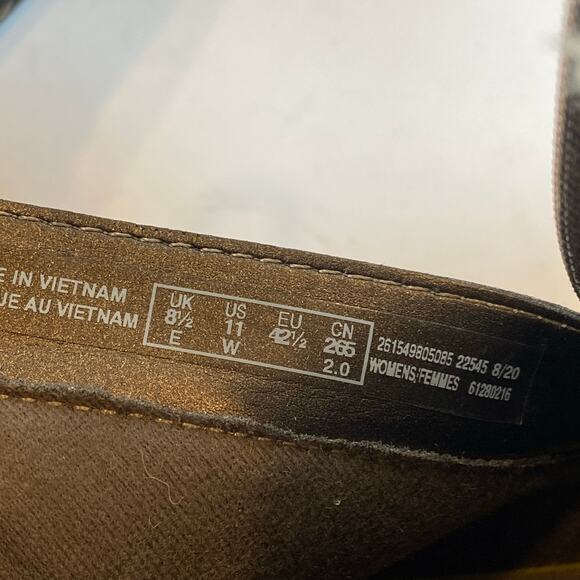 E IN VIETNAM
UE AU VIETNAM
UK US EU CN
8½ 11 42½ 265
E W 2.0
261549805085 22545 8/20
WOMENS/FEMMES 61280216